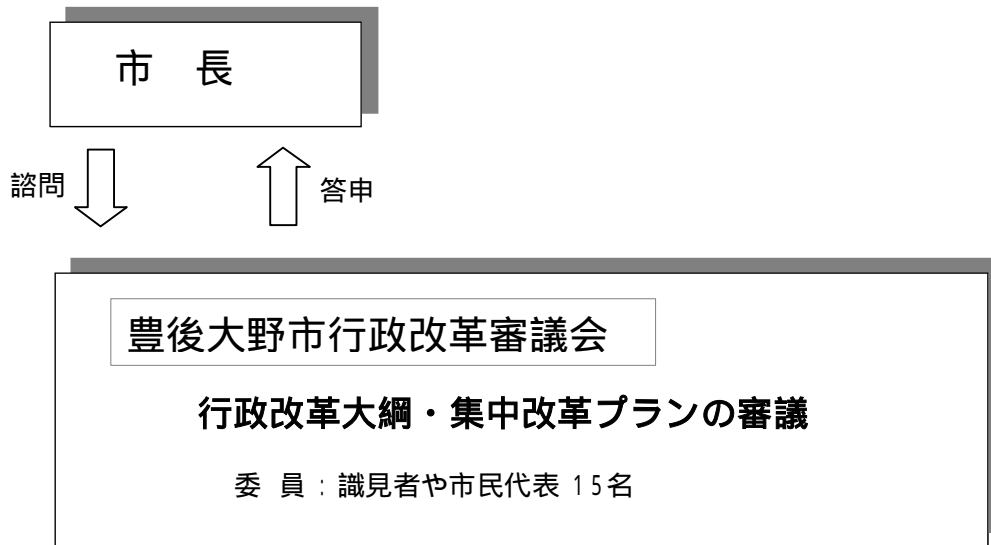 市　長
諮問
答申
豊後大野市行政改革審議会
行政改革大綱・集中改革プランの審議
委 員：識見者や市民代表 15名